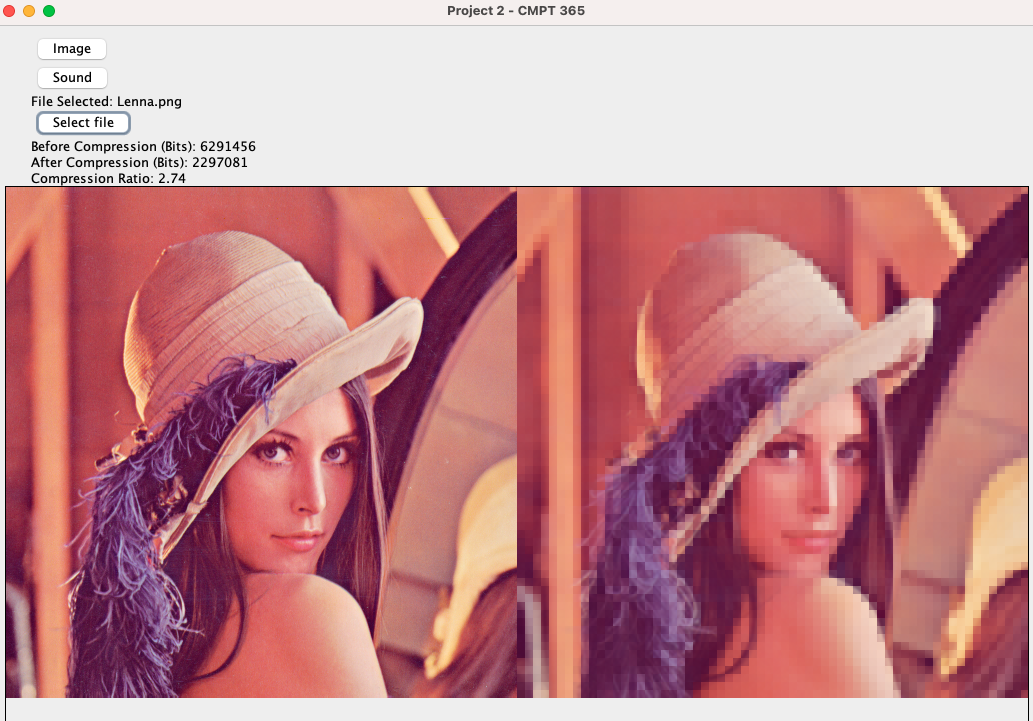 Project 2 - CMPT 365
Image
Sound
File Selected: Lenna.png
Select file
Before Compression (Bits): 6291456
After Compression (Bits): 2297081
Compression Ratio: 2.74